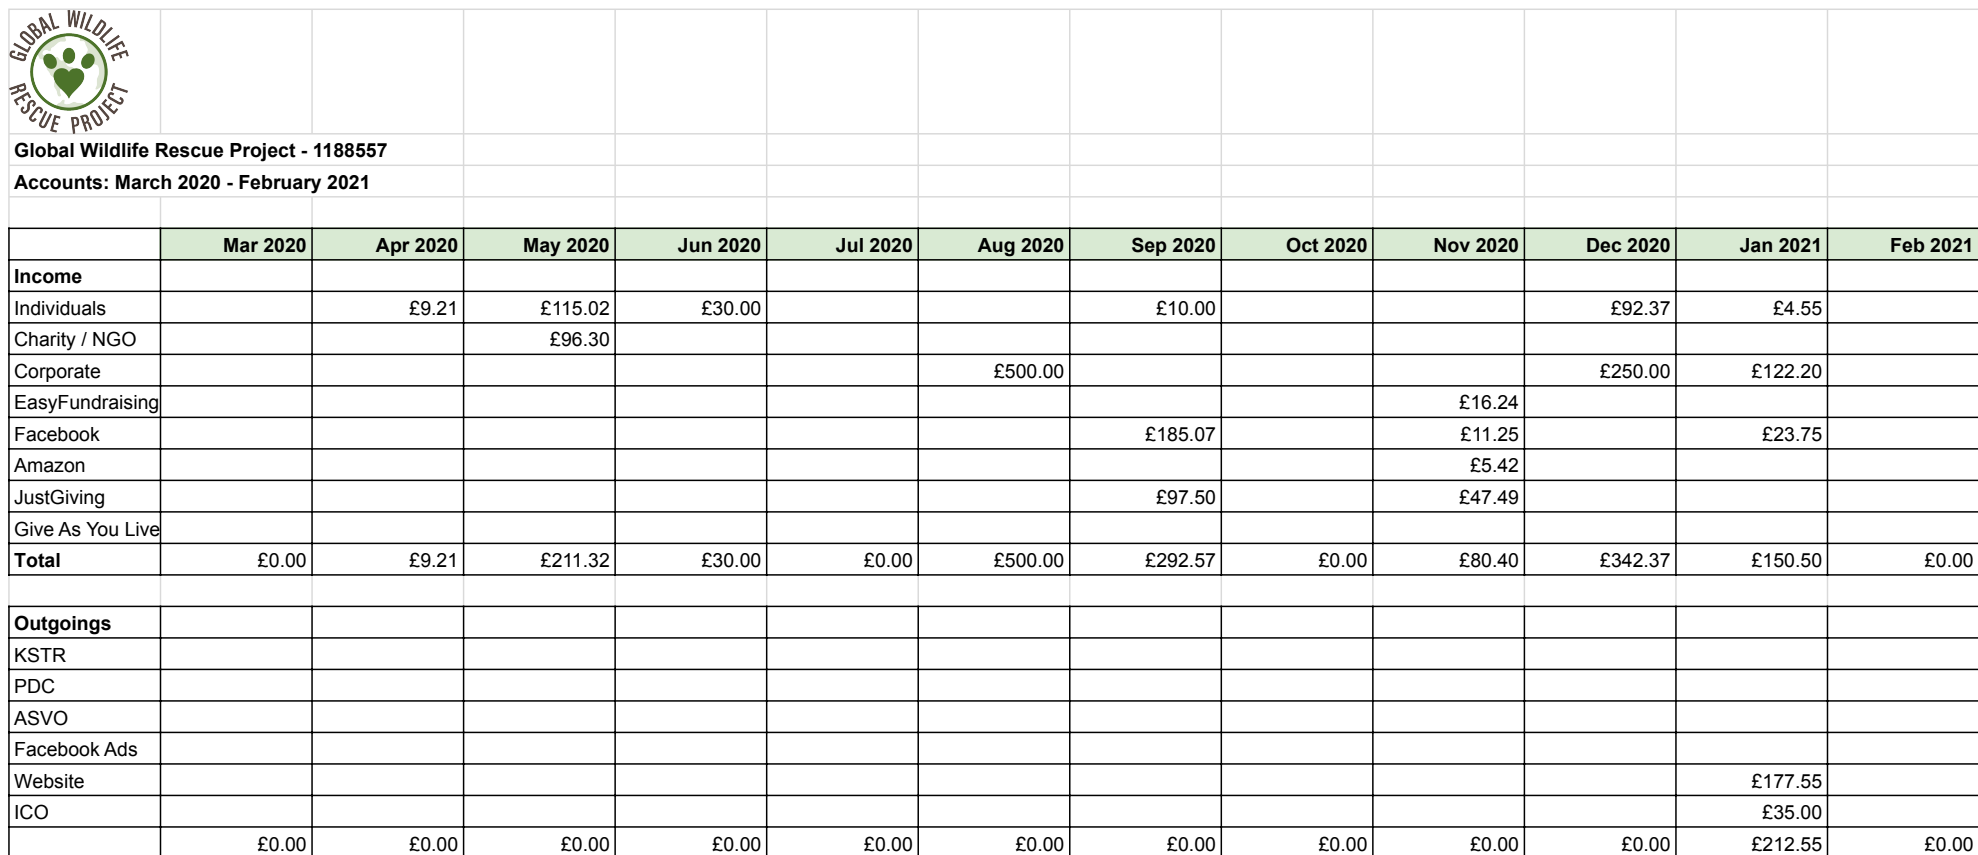 GLOBAL WILDLIFE
RESCUE PROJECT
Global Wildlife Rescue Project - 1188557
Accounts: March 2020 - February 2021
Mar 2020 Apr 2020 May 2020 Jun 2020 Jul 2020 Aug 2020 Sep 2020 Oct 2020 Nov 2020 Dec 2020 Jan 2021 Feb 2021
Income
Individuals £9.21 £115.02 £30.00 £10.00 £92.37 £4.55
Charity / NGO £96.30
Corporate £500.00 £250.00 £122.20
EasyFundraising £16.24
Facebook £185.07 £11.25 £23.75
Amazon £5.42
JustGiving £97.50 £47.49
Give As You Live
Total £0.00 £9.21 £211.32 £30.00 £0.00 £500.00 £292.57 £0.00 £80.40 £342.37 £150.50 £0.00
Outgoings
KSTR
PDC
ASVO
Facebook Ads
Website £177.55
ICO £35.00
£0.00 £0.00 £0.00 £0.00 £0.00 £0.00 £0.00 £0.00 £0.00 £0.00 £212.55 £0.00